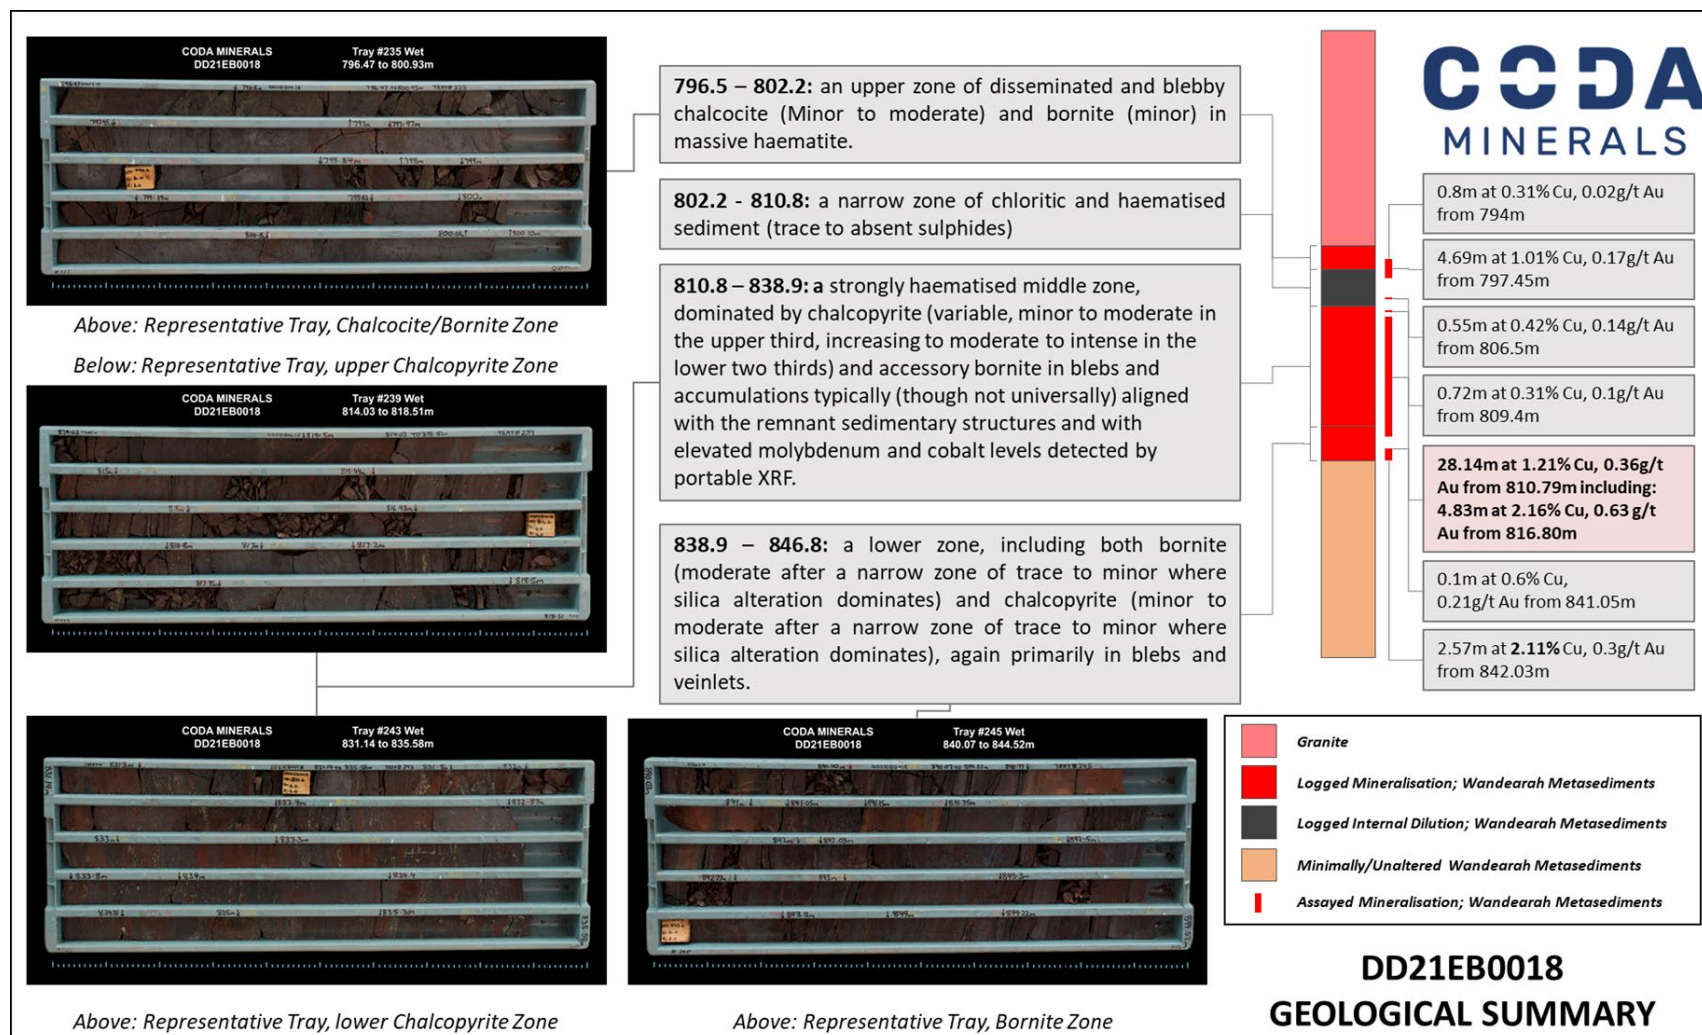 CODA MINERALS
DD21EB0018
Tray #235 Wet
796.47 to 800.93m
Above: Representative Tray, Chalcocite/Bornite Zone
Below: Representative Tray, upper Chalcopyrite Zone
CODA MINERALS
DD21EB0018
Tray #239 Wet
814.03 to 818.51m
CODA MINERALS
DD21EB0018
Tray #243 Wet
831.14 to 835.58m
Above: Representative Tray, lower Chalcopyrite Zone
CODA MINERALS
DD21EB0018
Tray #245 Wet
840.07 to 844.52m
Above: Representative Tray, Bornite Zone
796.5 – 802.2: an upper zone of disseminated and blebby
chalcocite (Minor to moderate) and bornite (minor) in
massive haematite.
802.2 - 810.8: a narrow zone of chloritic and haematised
sediment (trace to absent sulphides)
810.8 – 838.9: a strongly haematised middle zone,
dominated by chalcopyrite (variable, minor to moderate in
the upper third, increasing to moderate to intense in the
lower two thirds) and accessory bornite in blebs and
accumulations typically (though not universally) aligned
with the remnant sedimentary structures and with
elevated molybdenum and cobalt levels detected by
portable XRF.
838.9 – 846.8: a lower zone, including both bornite
(moderate after a narrow zone of trace to minor where
silica alteration dominates) and chalcopyrite (minor to
moderate after a narrow zone of trace to minor where
silica alteration dominates), again primarily in blebs and
veinlets.
CODA
MINERALS
0.8m at 0.31% Cu, 0.02g/t Au
from 794m
4.69m at 1.01% Cu, 0.17g/t Au
from 797.45m
0.55m at 0.42% Cu, 0.14g/t Au
from 806.5m
0.72m at 0.31% Cu, 0.1g/t Au
from 809.4m
28.14m at 1.21% Cu, 0.36g/t
Au from 810.79m including:
4.83m at 2.16% Cu, 0.63 g/t
Au from 816.80m
0.1m at 0.6% Cu,
0.21g/t Au from 841.05m
2.57m at 2.11% Cu, 0.3g/t Au
from 842.03m
Granite
Logged Mineralisation; Wandearah Metasediments
Logged Internal Dilution; Wandearah Metasediments
Minimally/Unaltered Wandearah Metasediments
Assayed Mineralisation; Wandearah Metasediments
DD21EB0018
GEOLOGICAL SUMMARY